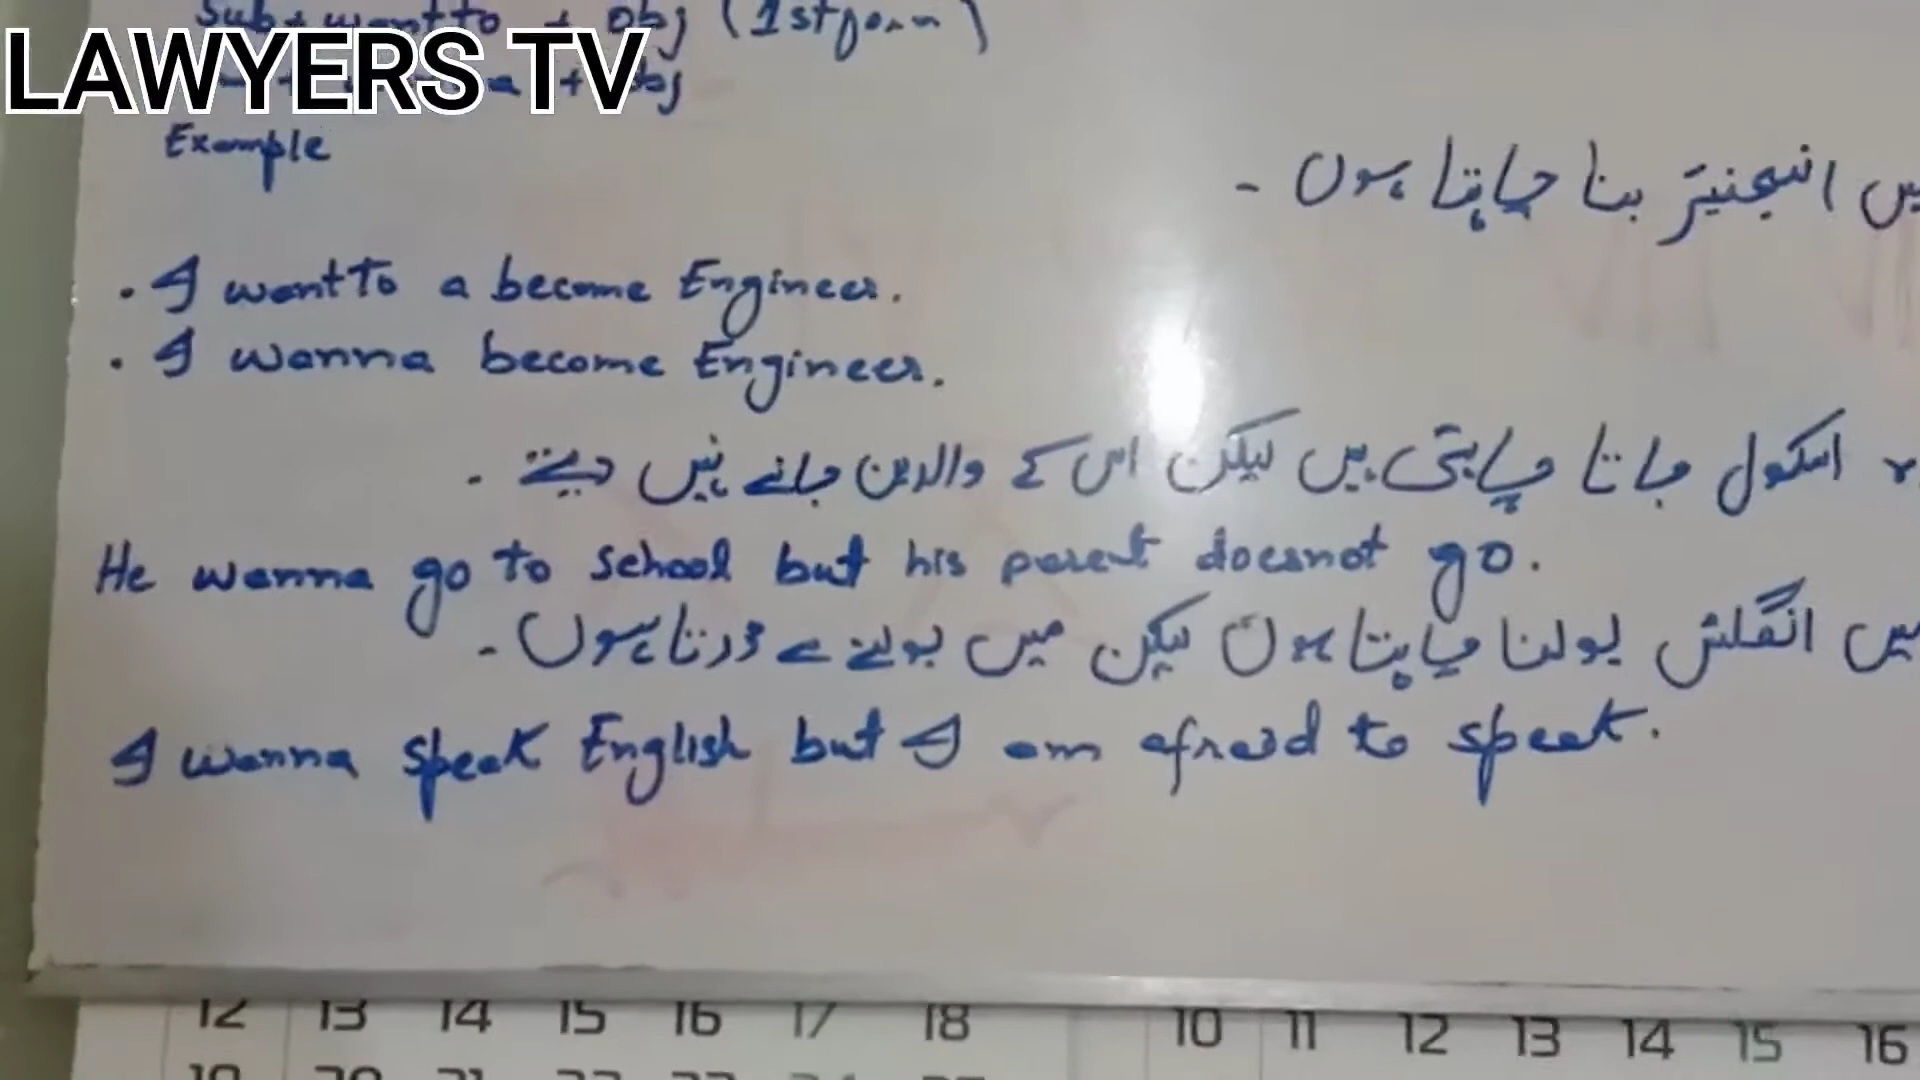 Sub + want to + obj (1st form)
LAWYERS TV
+ obj
Example
میں انجنیئر بننا چاہتا ہوں -
. I want to a become Engineer.
. I wanna become Engineer.
اسکول جانا چاہتی ہیں لیکن اس کے والدین جانے نہیں دیتے -
He wanna go to school but his parent doesnot go.
میں انگلش بولنا چاہتا ہوں لیکن میں بولنے سے ڈرتا ہوں -
I wanna speak English but I am afraid to speak.
12 13 14 15 16 17 18 10 11 12 13 14 15 16